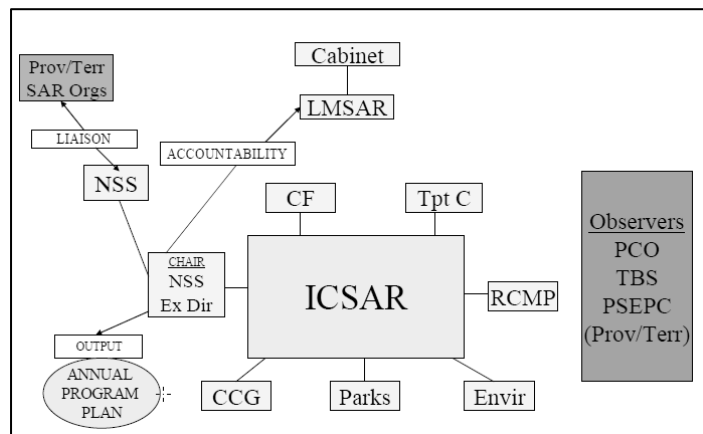 Prov/Terr
SAR Orgs
LIAISON
NSS
Cabinet
LMSAR
ACCOUNTABILITY
CF
Tpt C
CHAIR
NSS
Ex Dir
ICSAR
RCMP
OUTPUT
ANNUAL
PROGRAM
PLAN
CCG
Parks
Envir
Observers
PCO
TBS
PSEPC
(Prov/Terr)